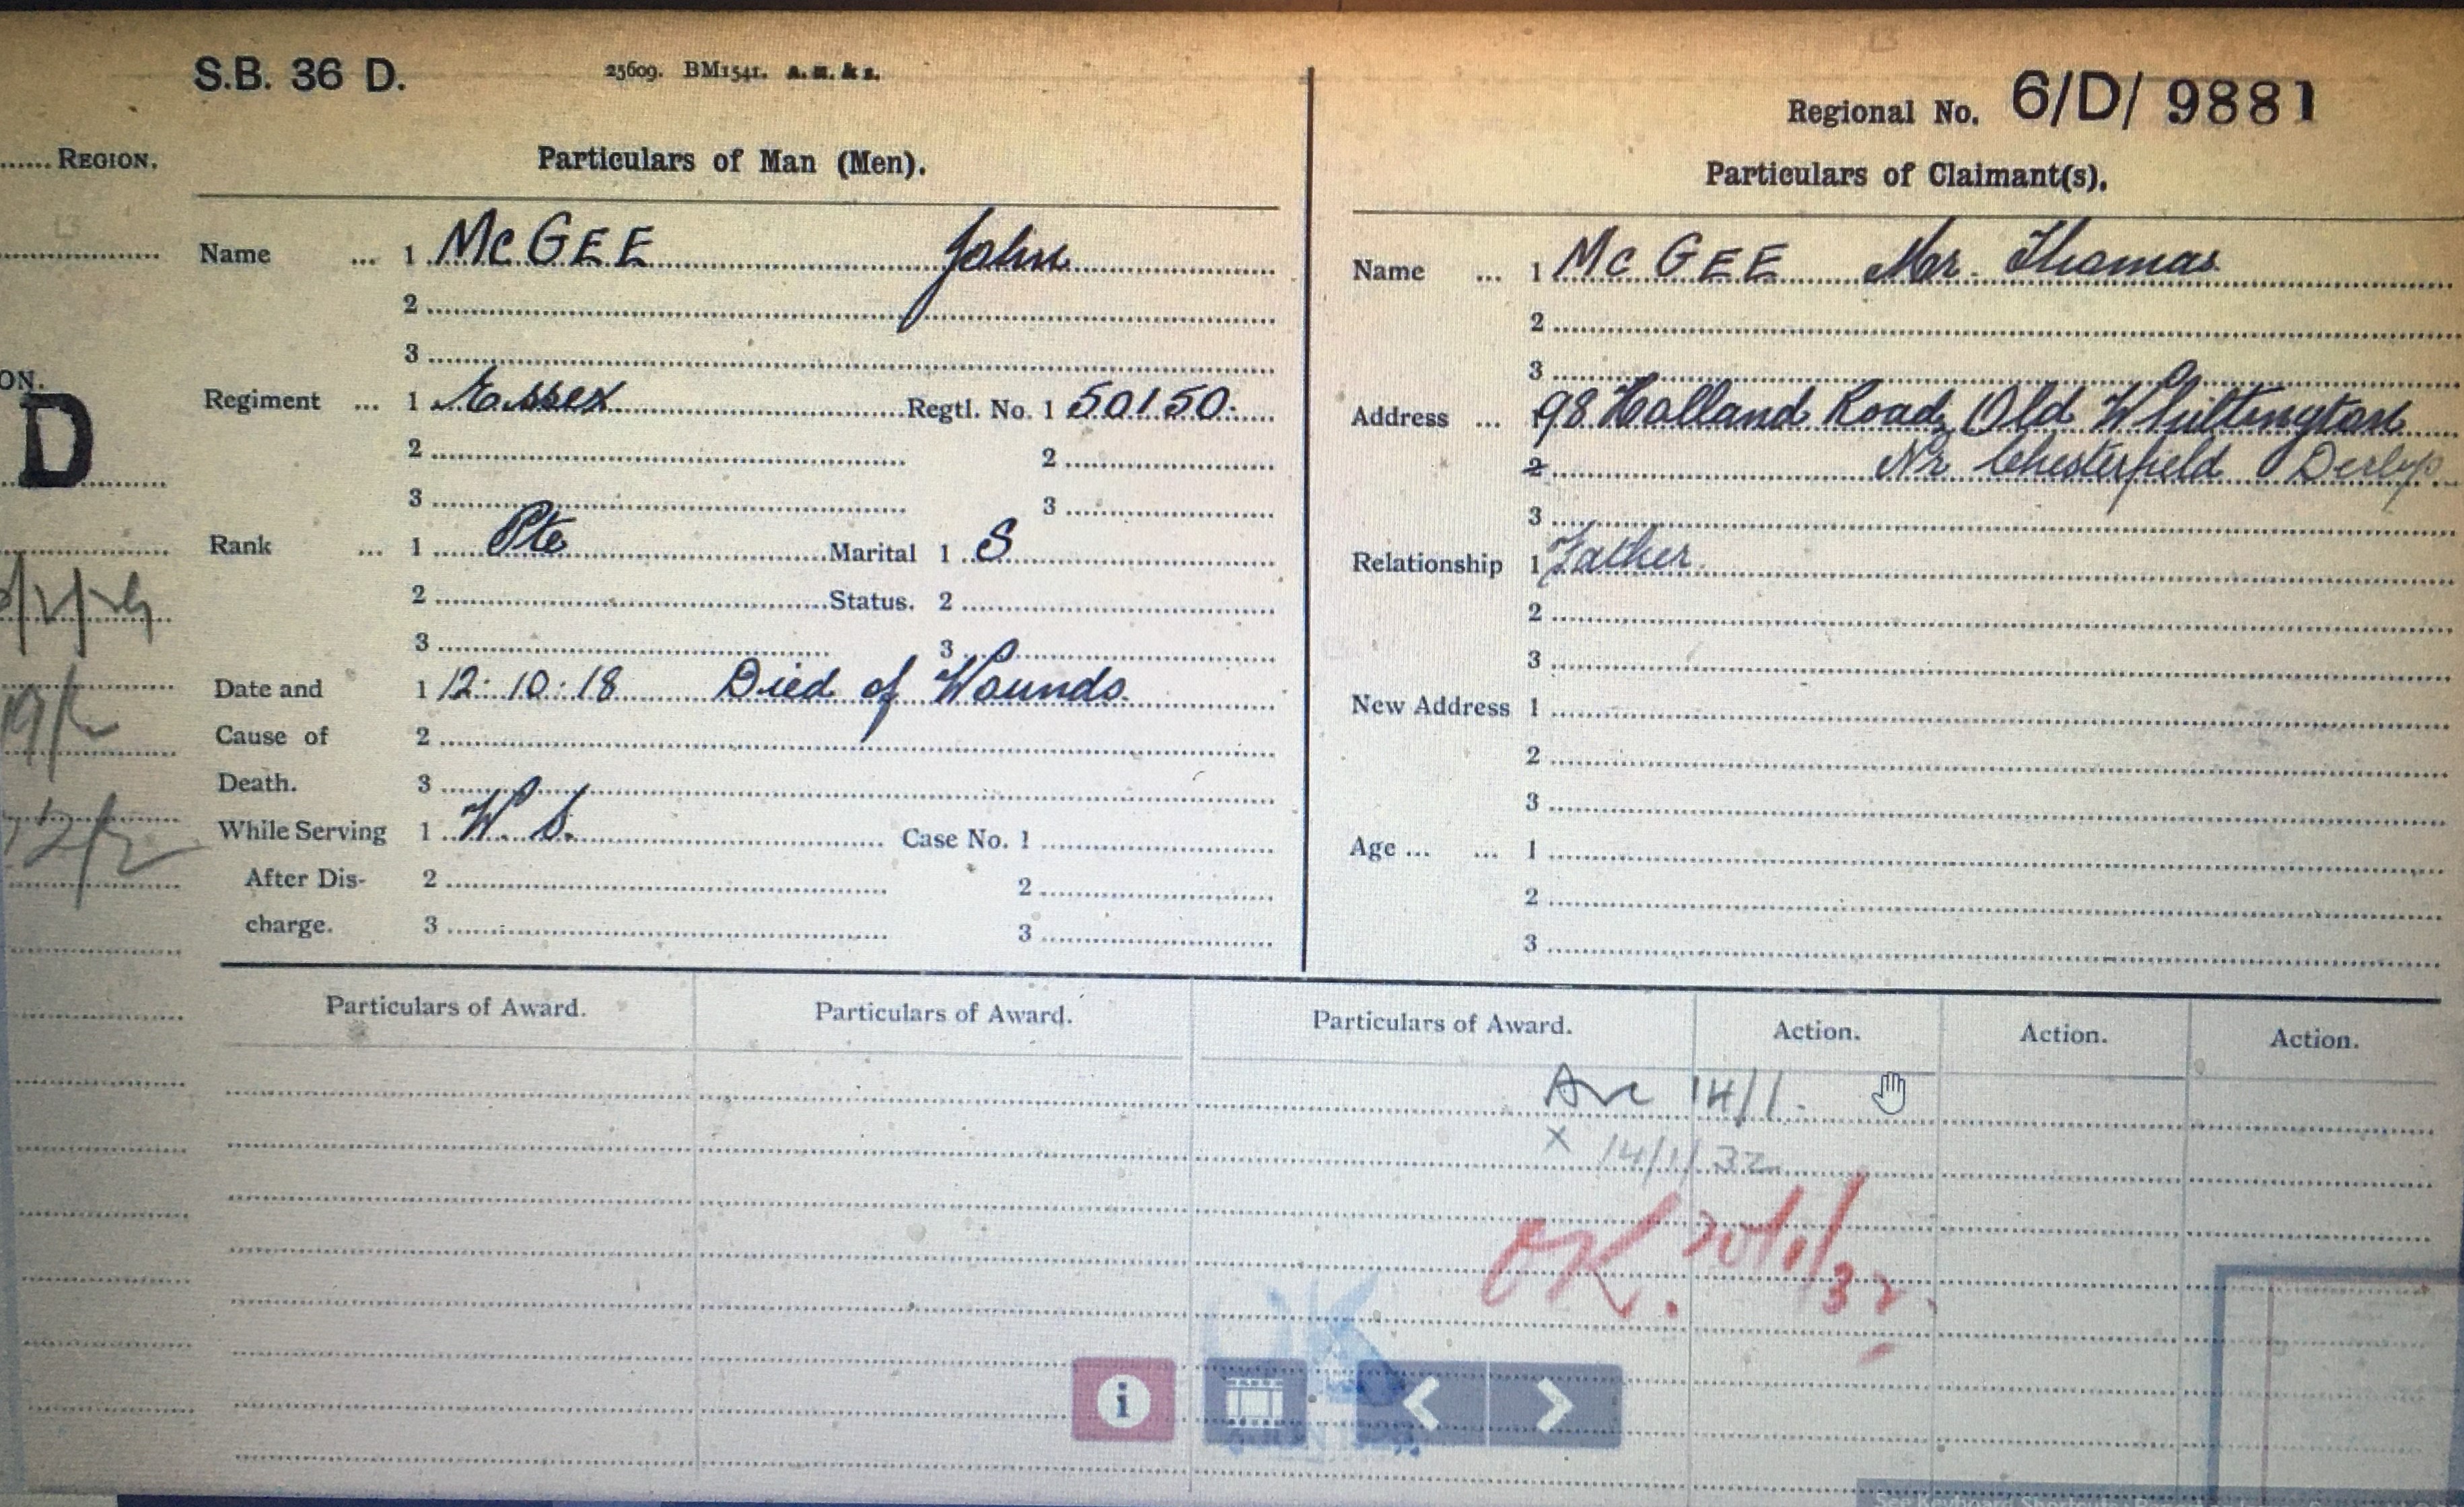 S.B. 36 D.
25609. BM1541. A. H. & S.
Regional No. 6/D/ 9881
REGION.
Particulars of Man (Men).
Particulars of Claimant(s).
Name ... 1 McGEE John
2
3
Name ... 1 McGEE Mr. Thomas
2
3
ON.
D
Regiment ... 1 Essex Regtl. No. 1 50150.
2 2
3 3
Address ... 1 98 Holland Road, Old Whittington
2 Nr Chesterfield Derbys.
3
Rank ... 1 Pte Marital 1 S
2 Status. 2
3 3
Relationship 1 Father.
2
3
Date and 1 12:10:18 Died of Wounds.
Cause of 2
Death. 3
New Address 1
2
3
While Serving 1 W. S. Case No. 1
After Dis- 2 2
charge. 3 3
Age ... ... 1
2
3
Particulars of Award. Particulars of Award. Particulars of Award. Action. Action. Action.
14/1.
x 14/1/32
OK. 20/1/32.